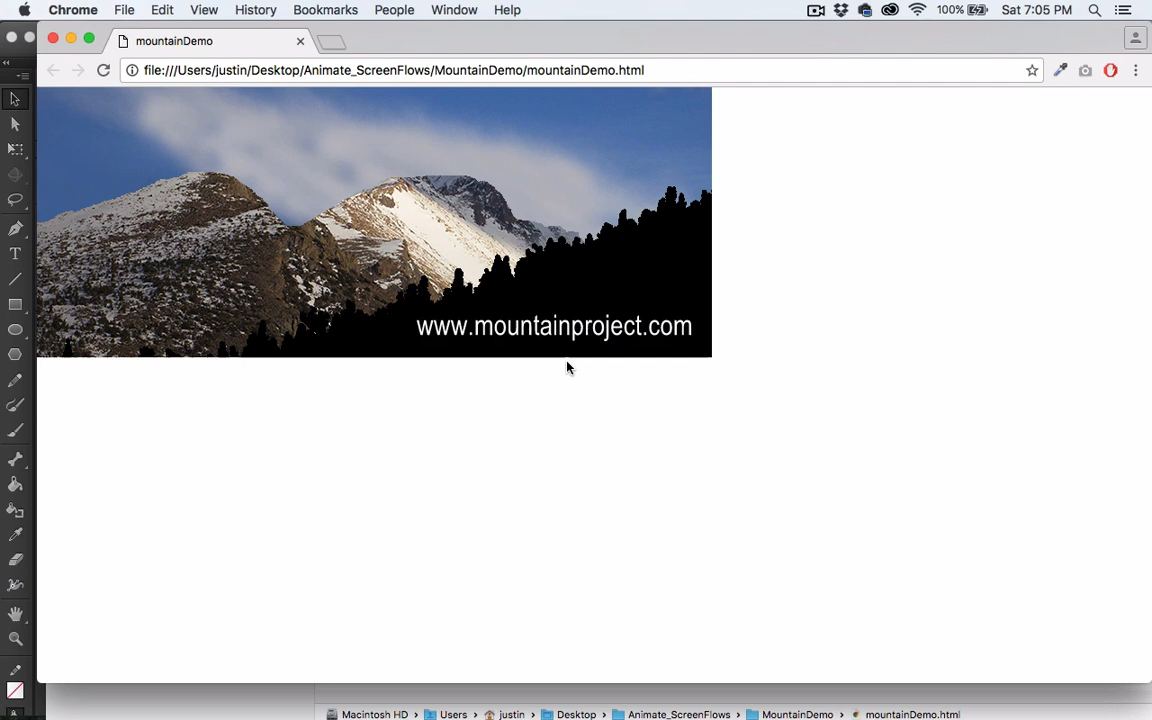 Chrome File Edit View History Bookmarks People Window Help 100% Sat 7:05 PM
mountainDemo
file:///Users/justin/Desktop/Animate_ScreenFlows/MountainDemo/mountainDemo.html
www.mountainproject.com
Macintosh HD Users justin Desktop Animate_ScreenFlows MountainDemo mountainDemo.html